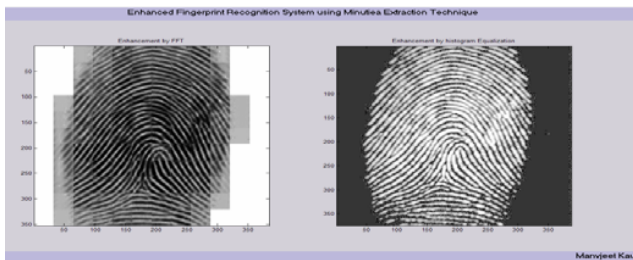 Enhanced Fingerprint Recognition System using Minutiea Extraction Technique
Enhancement by FFT
Enhancement by histogram Equalization
50
100
150
200
250
300
350
50 100 150 200 250 300 350
50
100
150
200
250
300
350
50 100 150 200 250 300 350
Manvjeet Kau